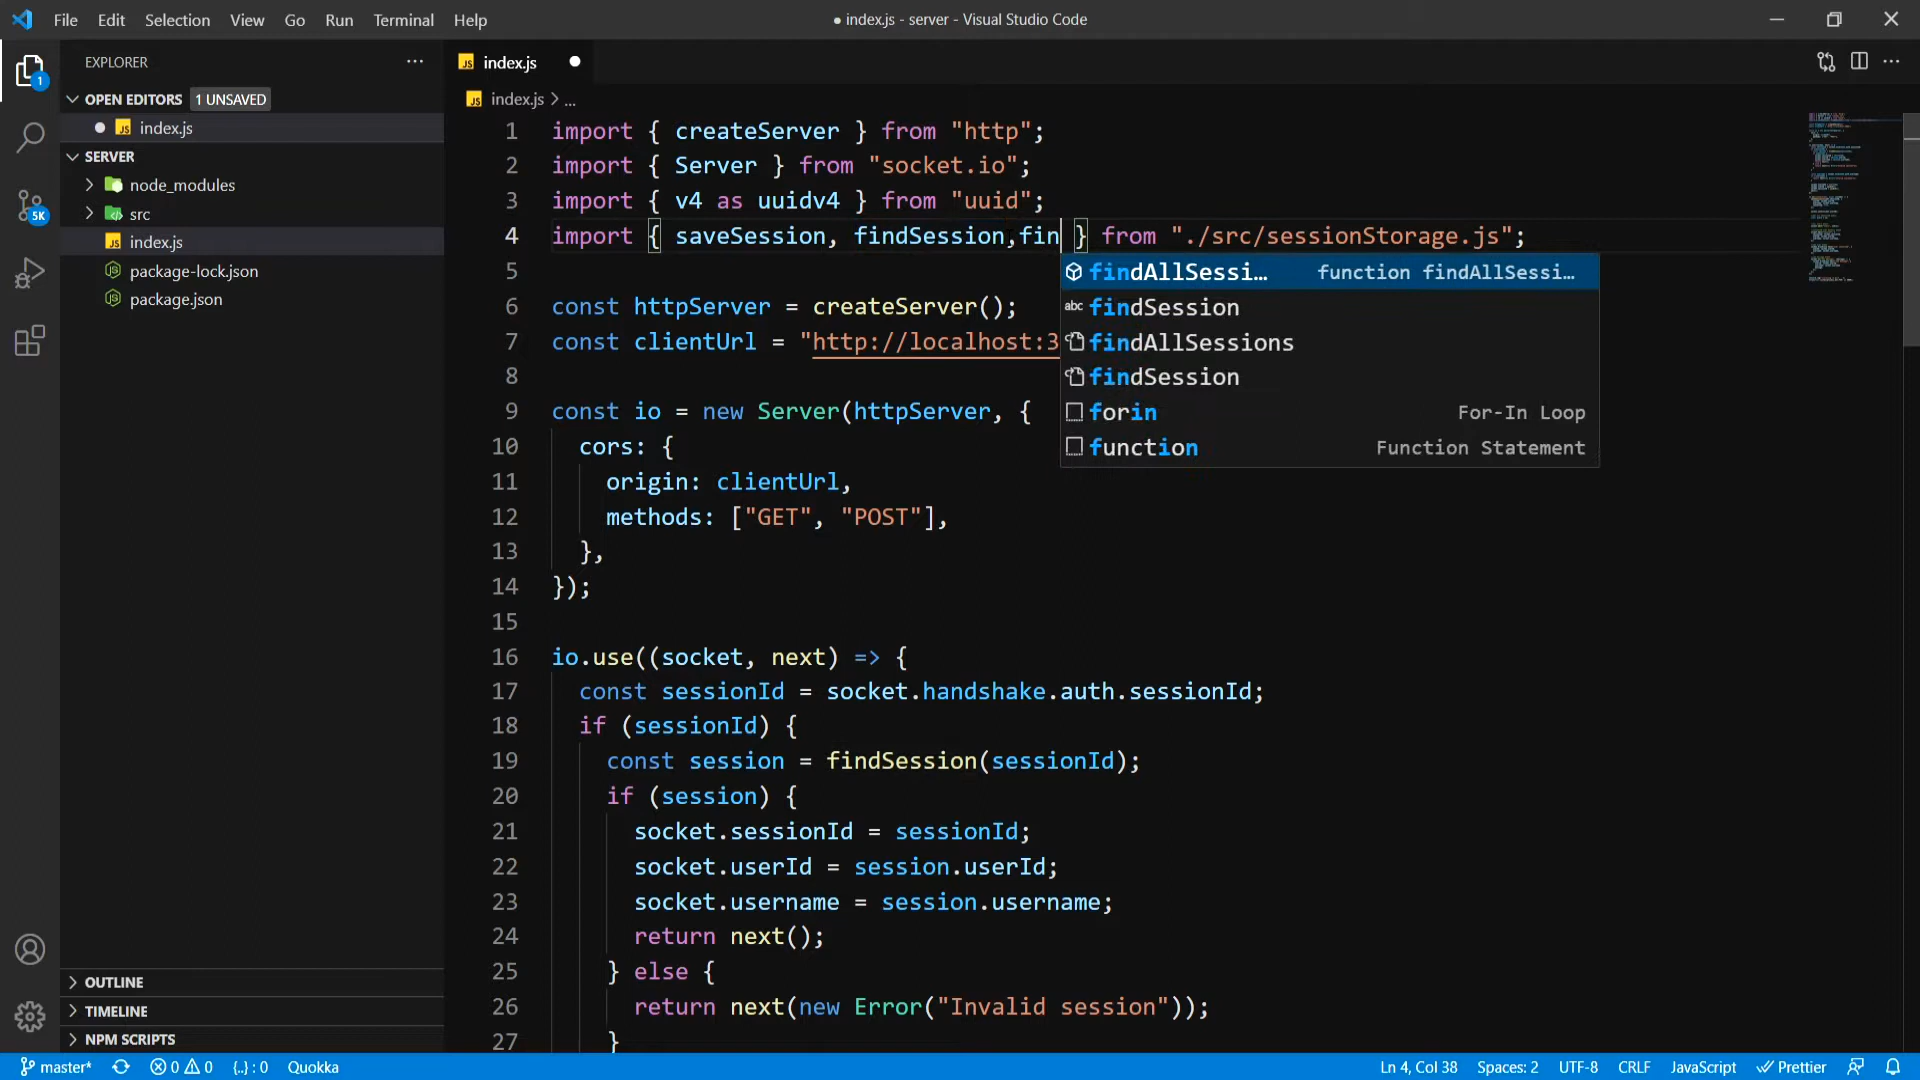 File Edit Selection View Go Run Terminal Help
● index.js - server - Visual Studio Code
EXPLORER
OPEN EDITORS 1 UNSAVED
index.js
SERVER
node_modules
src
index.js
package-lock.json
package.json
OUTLINE
TIMELINE
NPM SCRIPTS
1
5K
JS index.js
JS index.js > ...
1 import { createServer } from "http";
2 import { Server } from "socket.io";
3 import { v4 as uuidv4 } from "uuid";
4 import { saveSession, findSession,fin } from "./src/sessionStorage.js";
5
6 const httpServer = createServer();
7 const clientUrl = "http://localhost:3
8
9 const io = new Server(httpServer, {
10 cors: {
11 origin: clientUrl,
12 methods: ["GET", "POST"],
13 },
14 });
15
16 io.use((socket, next) => {
17 const sessionId = socket.handshake.auth.sessionId;
18 if (sessionId) {
19 const session = findSession(sessionId);
20 if (session) {
21 socket.sessionId = sessionId;
22 socket.userId = session.userId;
23 socket.username = session.username;
24 return next();
25 } else {
26 return next(new Error("Invalid session"));
27 }
findAllSessi… function findAllSessi…
abc findSession
findAllSessions
findSession
forin For-In Loop
function Function Statement
master* 0 0 {..} : 0 Quokka Ln 4, Col 38 Spaces: 2 UTF-8 CRLF JavaScript Prettier